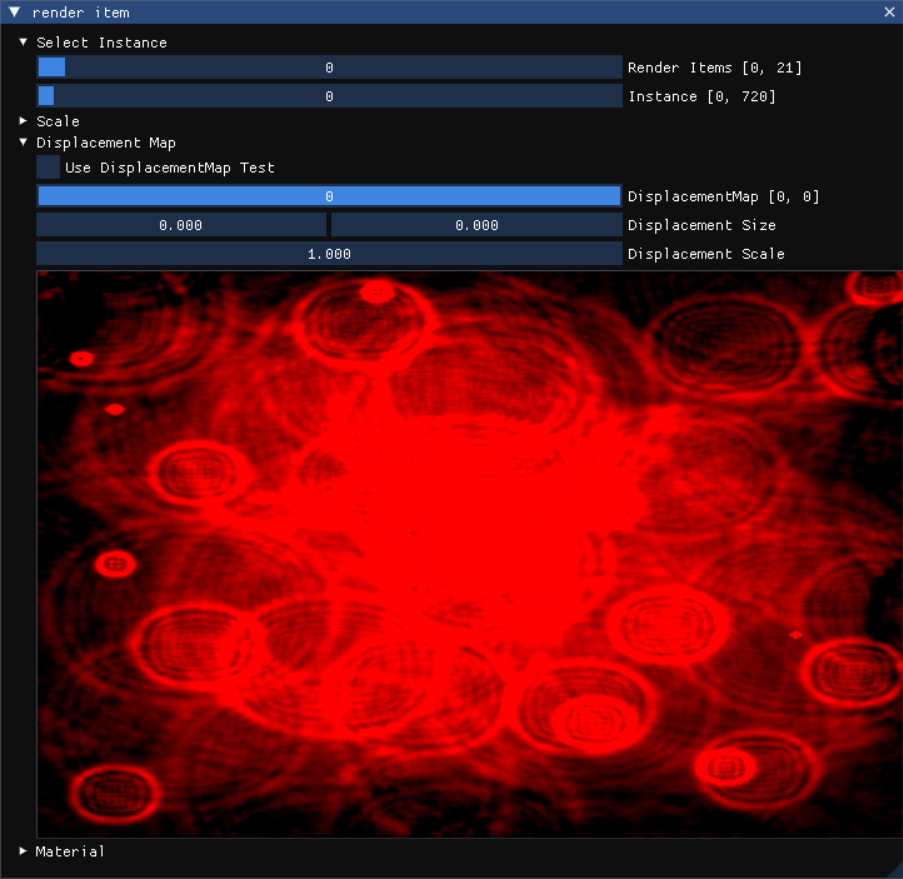 render item
Select Instance
0 Render Items [0, 21]
0 Instance [0, 720]
Scale
Displacement Map
Use DisplacementMap Test
0 DisplacementMap [0, 0]
0.000 0.000 Displacement Size
1.000 Displacement Scale
Material